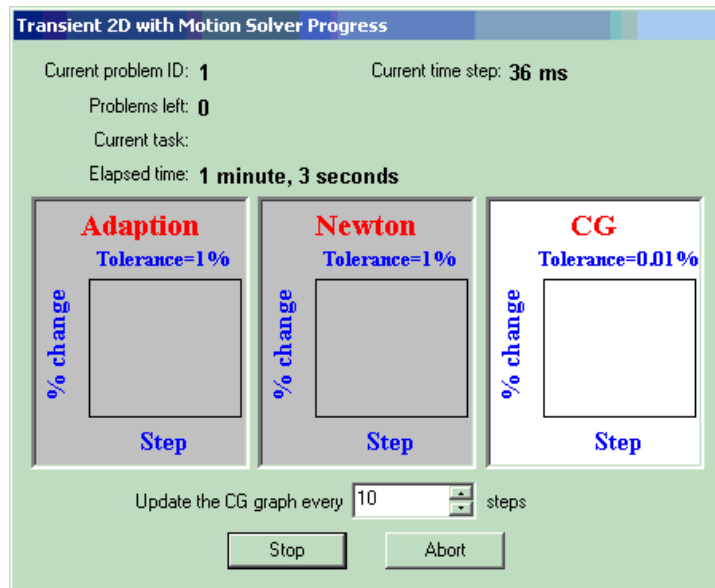 Transient 2D with Motion Solver Progress
Current problem ID: 1 Current time step: 36 ms
Problems left: 0
Current task:
Elapsed time: 1 minute, 3 seconds
Adaption
Tolerance=1%
% change
Step
Newton
Tolerance=1%
% change
Step
CG
Tolerance=0.01%
% change
Step
Update the CG graph every 10 steps
Stop Abort